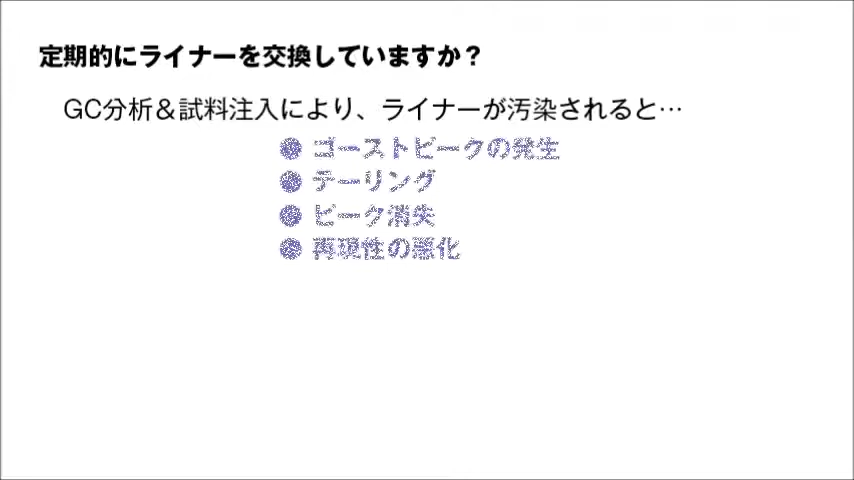 定期的にライナーを交換していますか？
GC分析＆試料注入により、ライナーが汚染されると…
● ゴーストピークの発生
● テーリング
● ピーク消失
● 再現性の悪化